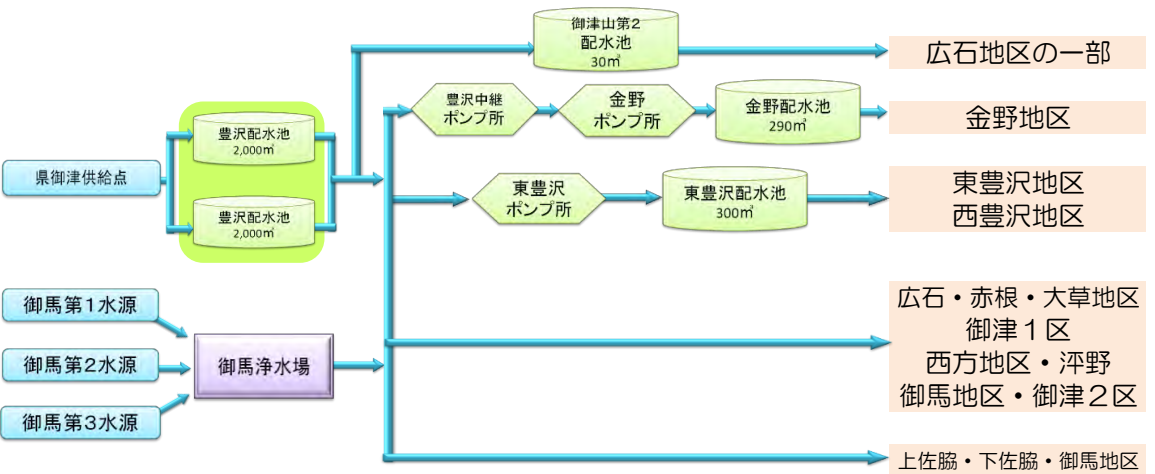 御津山第2
配水池
30㎥
広石地区の一部
豊沢中継
ポンプ所
金野
ポンプ所
金野配水池
290㎥
金野地区
豊沢配水池
2,000㎥
県御津供給点
豊沢配水池
2,000㎥
東豊沢
ポンプ所
東豊沢配水池
300㎥
東豊沢地区
西豊沢地区
御馬第1水源
御馬第2水源
御馬第3水源
御馬浄水場
広石・赤根・大草地区
御津1区
西方地区・泙野
御馬地区・御津2区
上佐脇・下佐脇・御馬地区